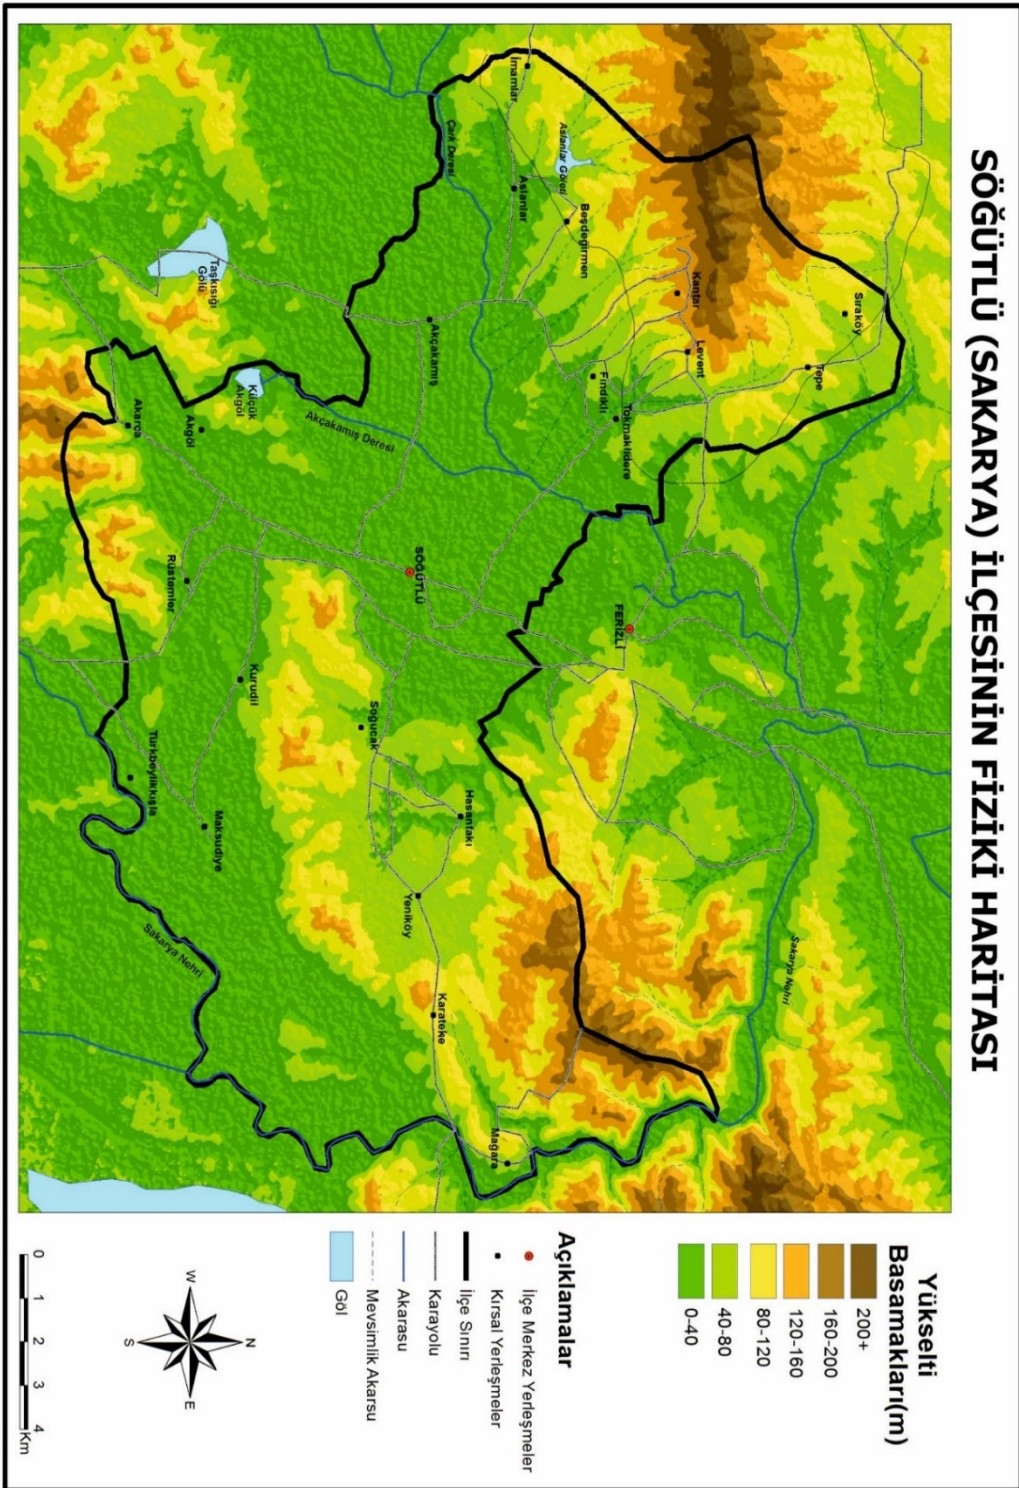 SÖĞÜTLÜ (SAKARYA) İLÇESİNİN FİZİKİ HARİTASI
Sıraköy
Tepe
Kantar
Levent
İmamlar
Aslanlar Göleti
Beşdeğirmen
Aslanlar
Fındıklı
Tokmaklıdere
Çark Deresi
Akçakamış
Akçakamış Deresi
Taşkısığı
Gölü
Küçük
Akgöl
Akgöl
Akarca
FERİZLİ
SÖĞÜTLÜ
Rüstemler
Kurudil
Soğucak
Hasanfakı
Türkbeylikkışla
Maksudiye
Yeniköy
Karateke
Mağara
Sakarya Nehri
Sakarya Nehri
Yükselti
Basamakları(m)
200+
160-200
120-160
80-120
40-80
0-40
Açıklamalar
İlçe Merkez Yerleşmeler
Kırsal Yerleşmeler
İlçe Sınırı
Karayolu
Akarasu
Mevsimlik Akarsu
Göl
N
W
E
S
0 1 2 3 4
Km